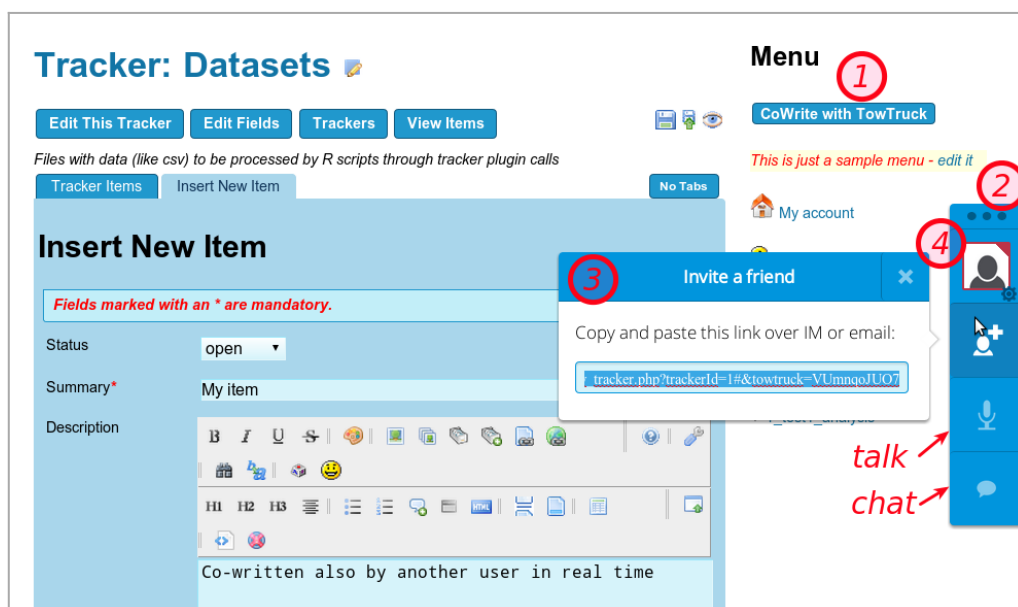 Tracker: Datasets
Edit This Tracker
Edit Fields
Trackers
View Items
Files with data (like csv) to be processed by R scripts through tracker plugin calls
Tracker Items
Insert New Item
No Tabs
Insert New Item
Fields marked with an * are mandatory.
Status
open
Summary*
My item
Description
B I U S
H1 H2 H3
HTML
Co-written also by another user in real time
Menu
1
CoWrite with TowTruck
This is just a sample menu - edit it
2
My account
4
3
Invite a friend
Copy and paste this link over IM or email:
_tracker.php?trackerId=1#&towtruck=VUmnqoJUO7
talk
chat